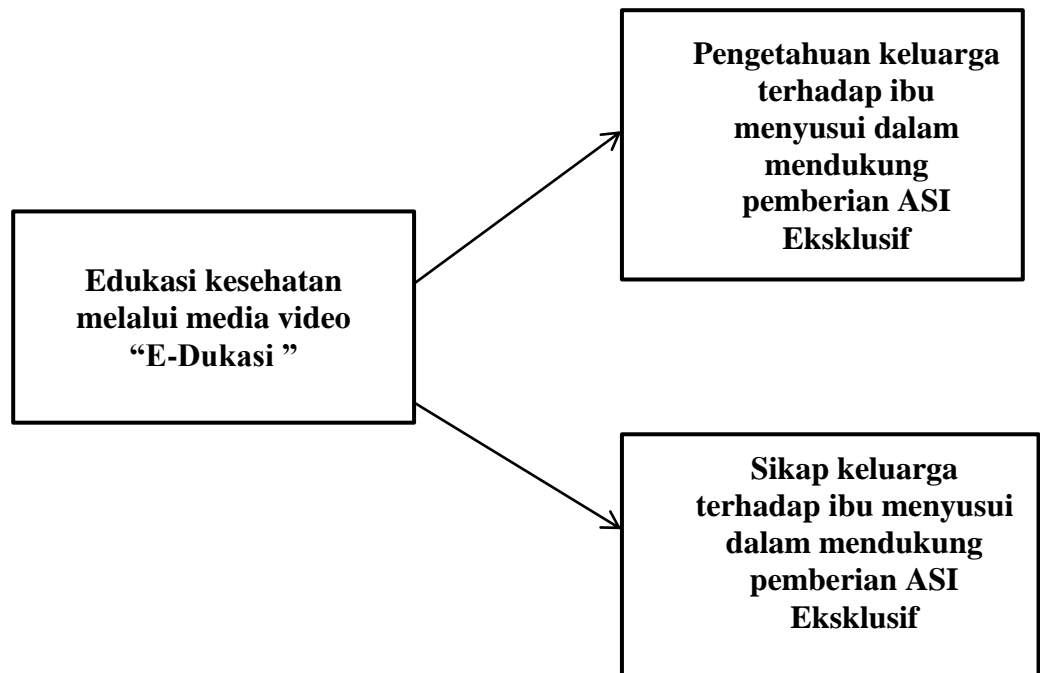 Pengetahuan keluarga
terhadap ibu
menyusui dalam
mendukung
pemberian ASI
Eksklusif
Edukasi kesehatan
melalui media video
“E-Dukasi ”
Sikap keluarga
terhadap ibu menyusui
dalam mendukung
pemberian ASI
Eksklusif